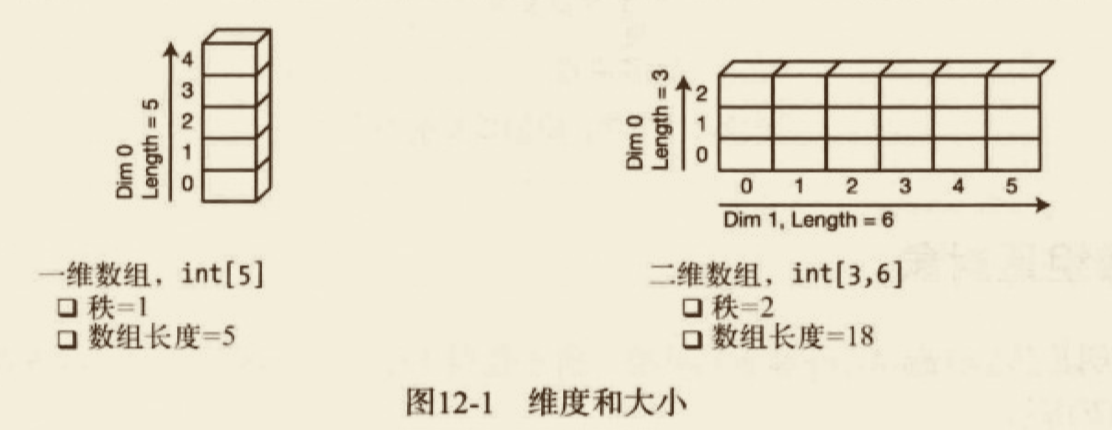 4
3
2
1
0
Dim 0
Length = 5
一维数组，int[5]
❑ 秩=1
❑ 数组长度=5
2
1
0
Dim 0
Length = 3
0 1 2 3 4 5
Dim 1, Length = 6
二维数组，int[3,6]
❑ 秩=2
❑ 数组长度=18
图12-1 维度和大小